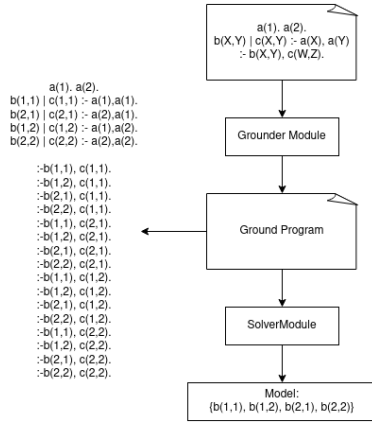 a(1). a(2).
b(X,Y) | c(X,Y) :- a(X), a(Y)
:- b(X,Y), c(W,Z).
Grounder Module
Ground Program
a(1). a(2).
b(1,1) | c(1,1) :- a(1),a(1).
b(2,1) | c(2,1) :- a(2),a(1).
b(1,2) | c(1,2) :- a(1),a(2).
b(2,2) | c(2,2) :- a(2),a(2).
:-b(1,1), c(1,1).
:-b(1,2), c(1,1).
:-b(2,1), c(1,1).
:-b(2,2), c(1,1).
:-b(1,1), c(2,1).
:-b(1,2), c(2,1).
:-b(2,1), c(2,1).
:-b(2,2), c(2,1).
:-b(1,1), c(1,2).
:-b(1,2), c(1,2).
:-b(2,1), c(1,2).
:-b(2,2), c(1,2).
:-b(1,1), c(2,2).
:-b(1,2), c(2,2).
:-b(2,1), c(2,2).
:-b(2,2), c(2,2).
SolverModule
Model:
{b(1,1), b(1,2), b(2,1), b(2,2)}